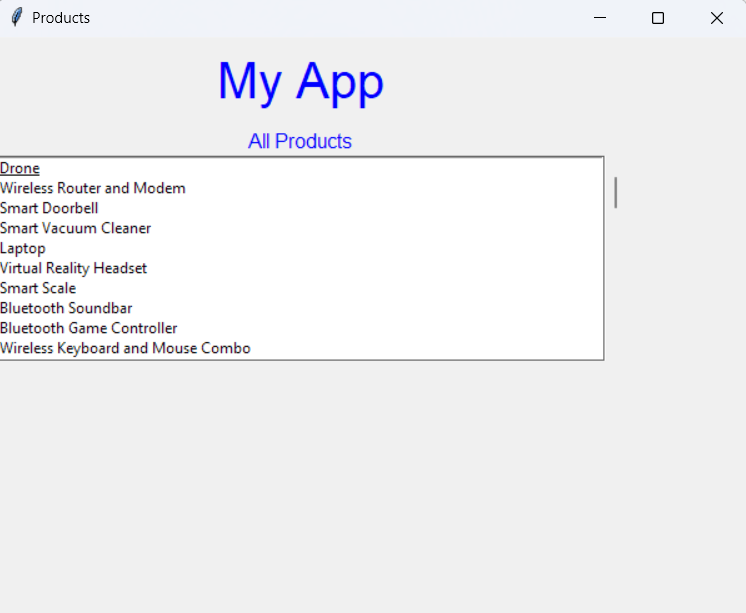 Products
My App
All Products
Drone
Wireless Router and Modem
Smart Doorbell
Smart Vacuum Cleaner
Laptop
Virtual Reality Headset
Smart Scale
Bluetooth Soundbar
Bluetooth Game Controller
Wireless Keyboard and Mouse Combo